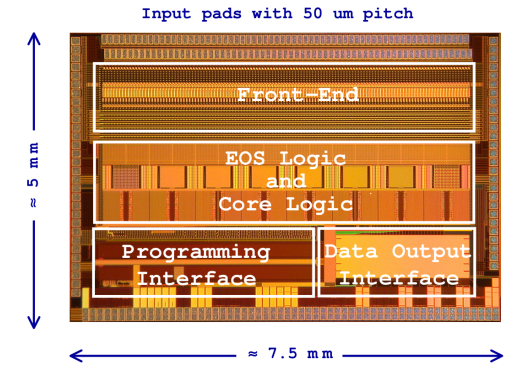 Input pads with 50 um pitch
Front-End
EOS Logic
and
Core Logic
Programming
Interface
Data Output
Interface
≈ 5 mm
≈ 7.5 mm